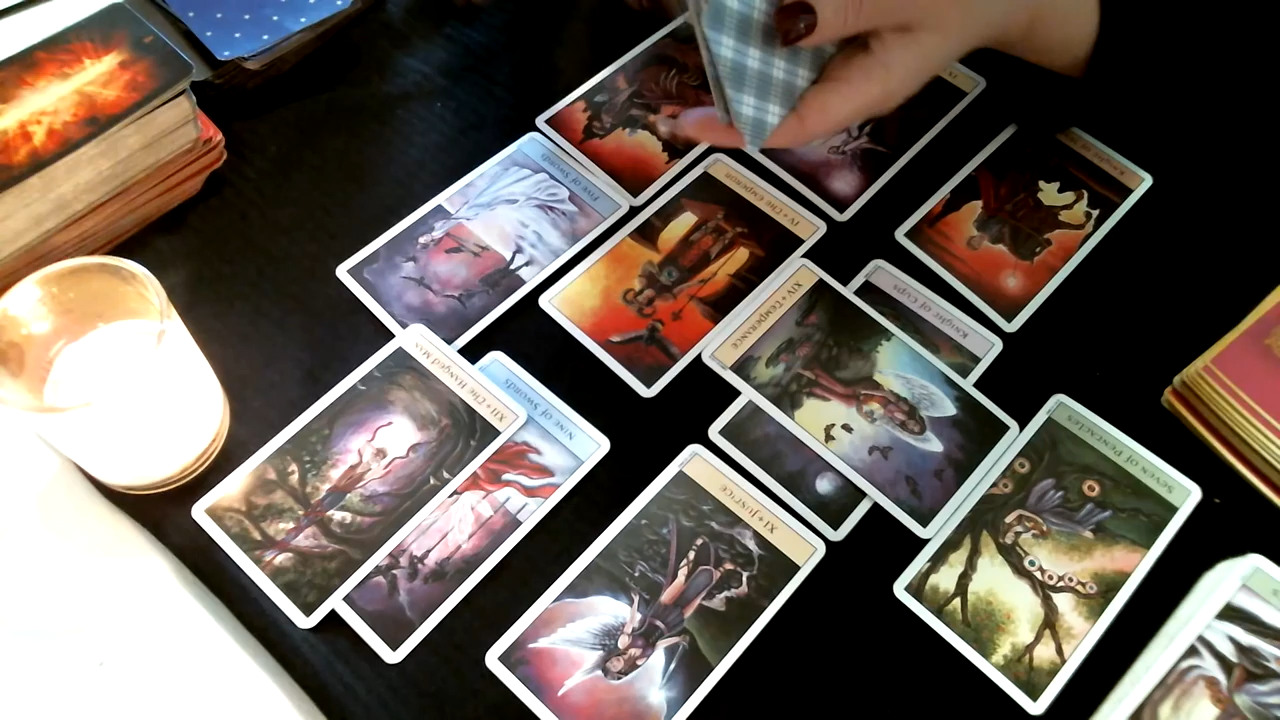 FIVE OF SWORDS
IV + THE EMPEROR
XIV + TEMPERANCE
KNIGHT OF CUPS
XII + THE HANGED MAN
NINE OF SWORDS
XI + JUSTICE
SEVEN OF PENTACLES